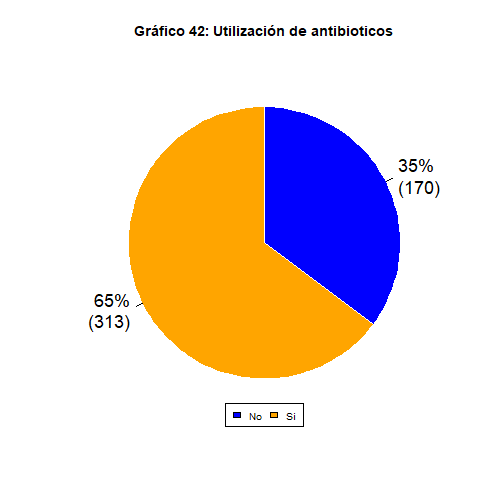 Gráfico 42: Utilización de antibioticos
35%
(170)
65%
(313)
No Si